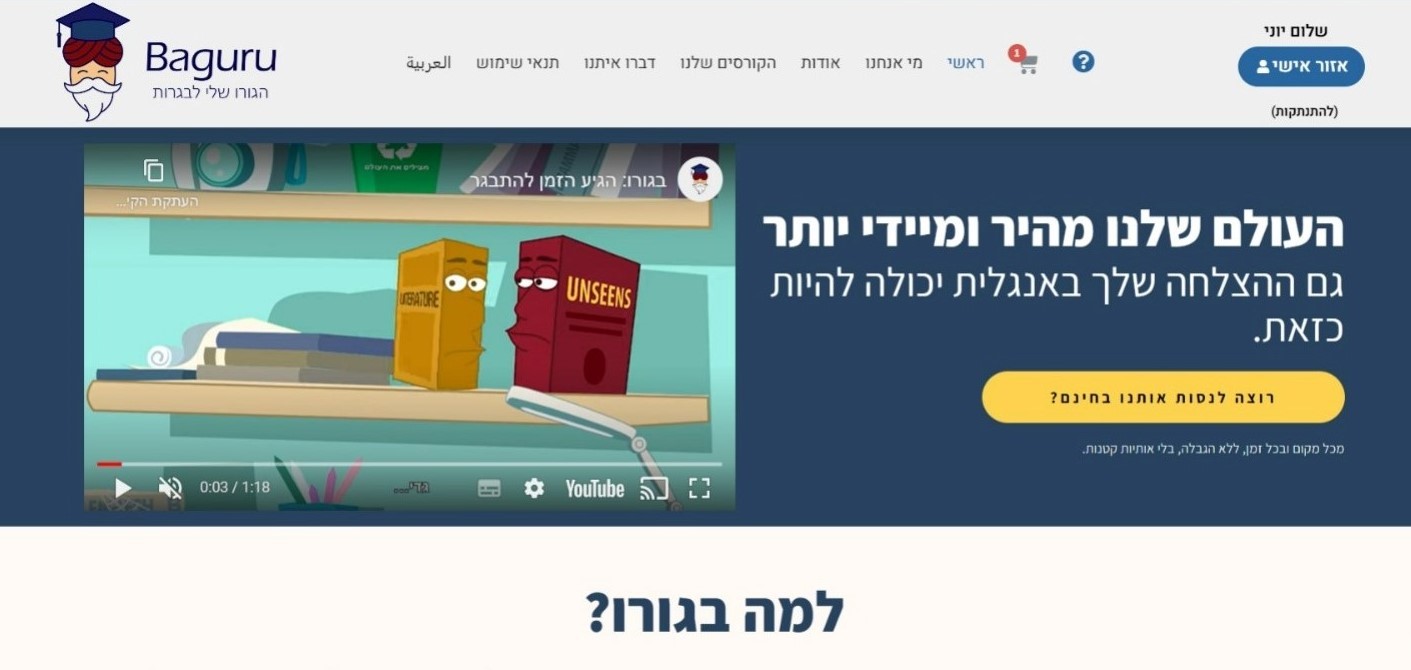 Baguru
הגורו שלי לבגרות
שלום יוני
אזור אישי
(להתנתקות)
1
ראשי
מי אנחנו
אודות
הקורסים שלנו
דברו איתנו
תנאי שימוש
العربية
העולם שלנו מהיר ומיידי יותר
גם ההצלחה שלך באנגלית יכולה להיות
כזאת.
רוצה לנסות אותנו בחינם?
מכל מקום ובכל זמן, ללא הגבלה, בלי אותיות קטנות.
בגורו: הגיע הזמן להתבגר
העתקת הקי...
מצילים את העולם
LITERATURE
UNSEENS
0:03 / 1:18
YouTube
למה בגורו?